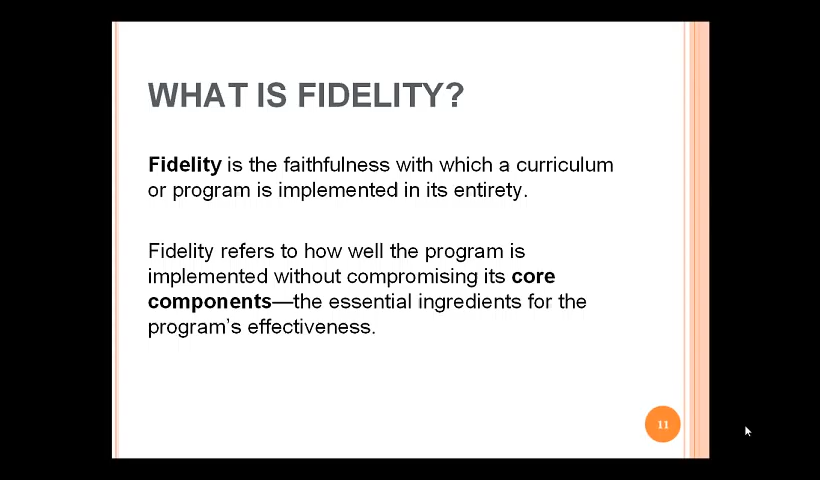 WHAT IS FIDELITY?
Fidelity is the faithfulness with which a curriculum
or program is implemented in its entirety.
Fidelity refers to how well the program is
implemented without compromising its core
components—the essential ingredients for the
program's effectiveness.
11